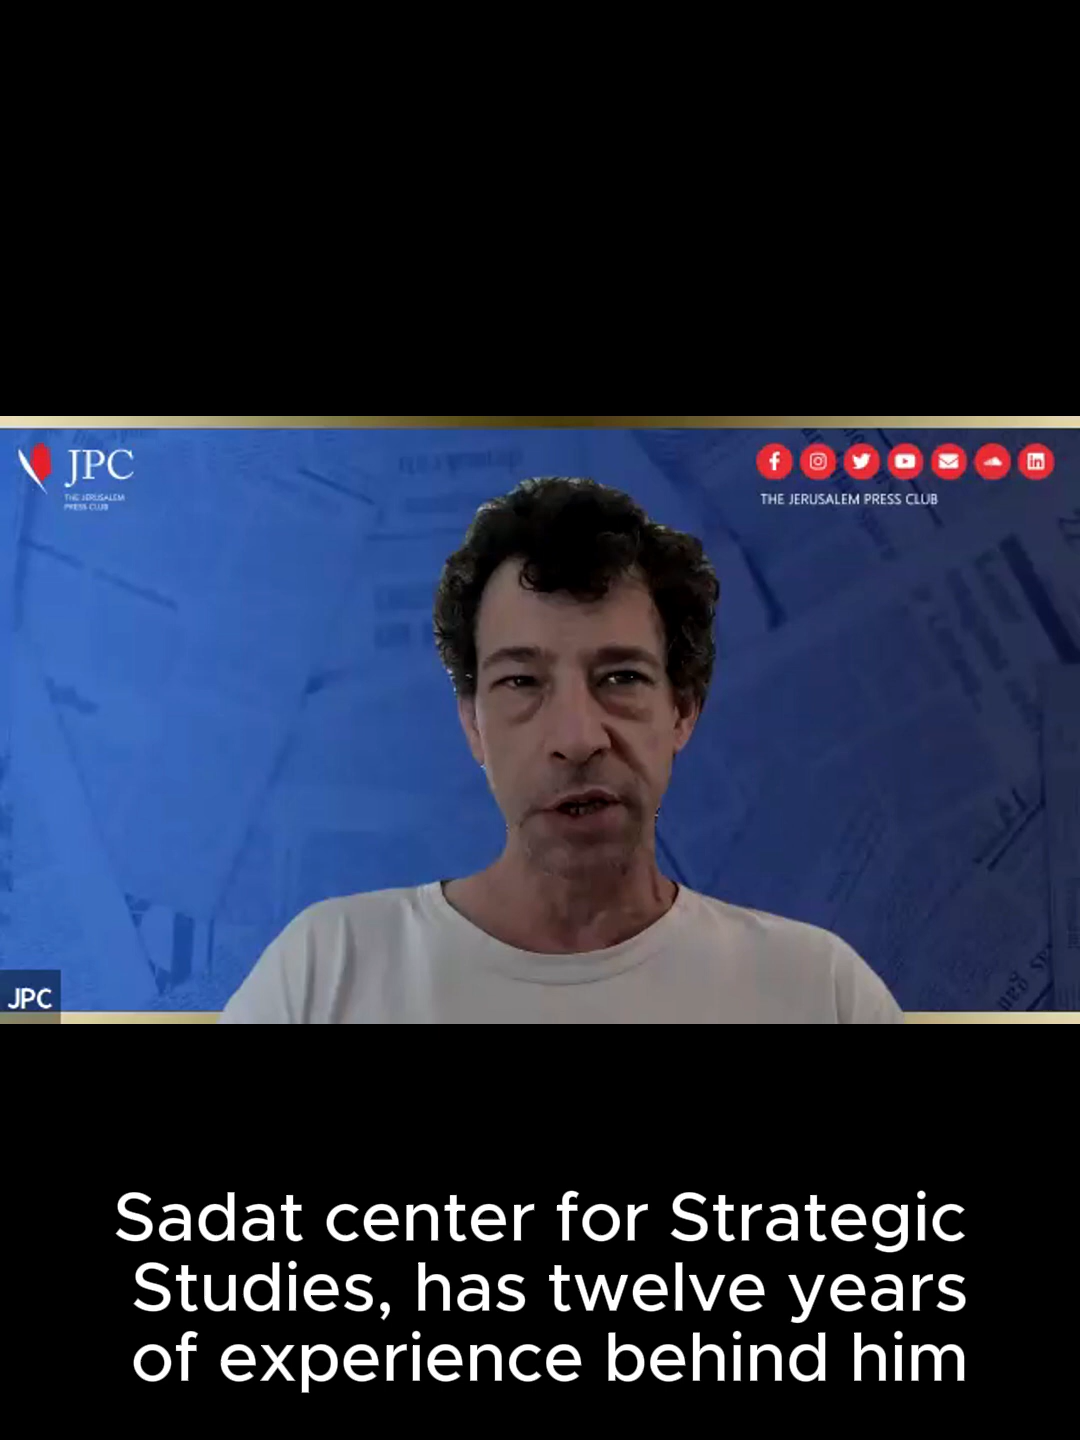 JPC
THE JERUSALEM
PRESS CLUB
THE JERUSALEM PRESS CLUB
JPC
Sadat center for Strategic
Studies, has twelve years
of experience behind him